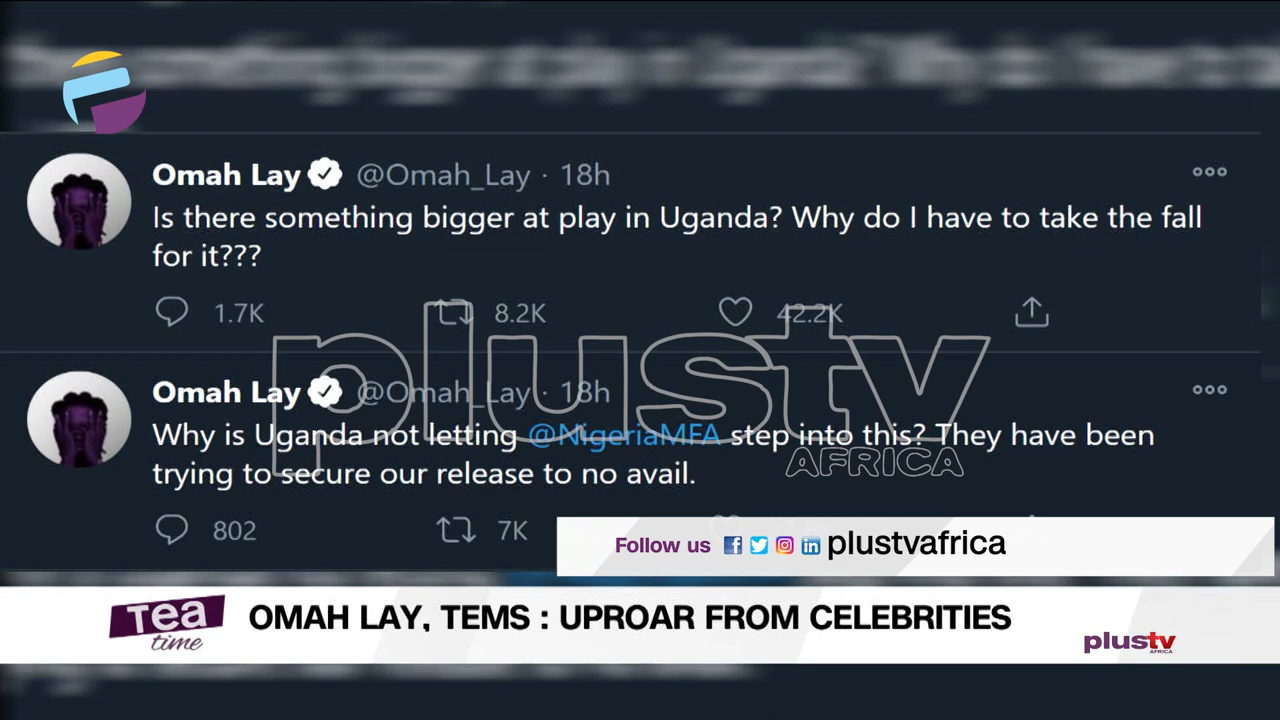 Omah Lay @Omah_Lay · 18h
Is there something bigger at play in Uganda? Why do I have to take the fall
for it???
1.7K 8.2K 42.2K
plustv
AFRICA
Omah Lay @Omah_Lay · 18h
Why is Uganda not letting @NigeriaMFA step into this? They have been
trying to secure our release to no avail.
802 7K
Follow us plustvafrica
Tea
time
OMAH LAY, TEMS : UPROAR FROM CELEBRITIES
plustv
AFRICA